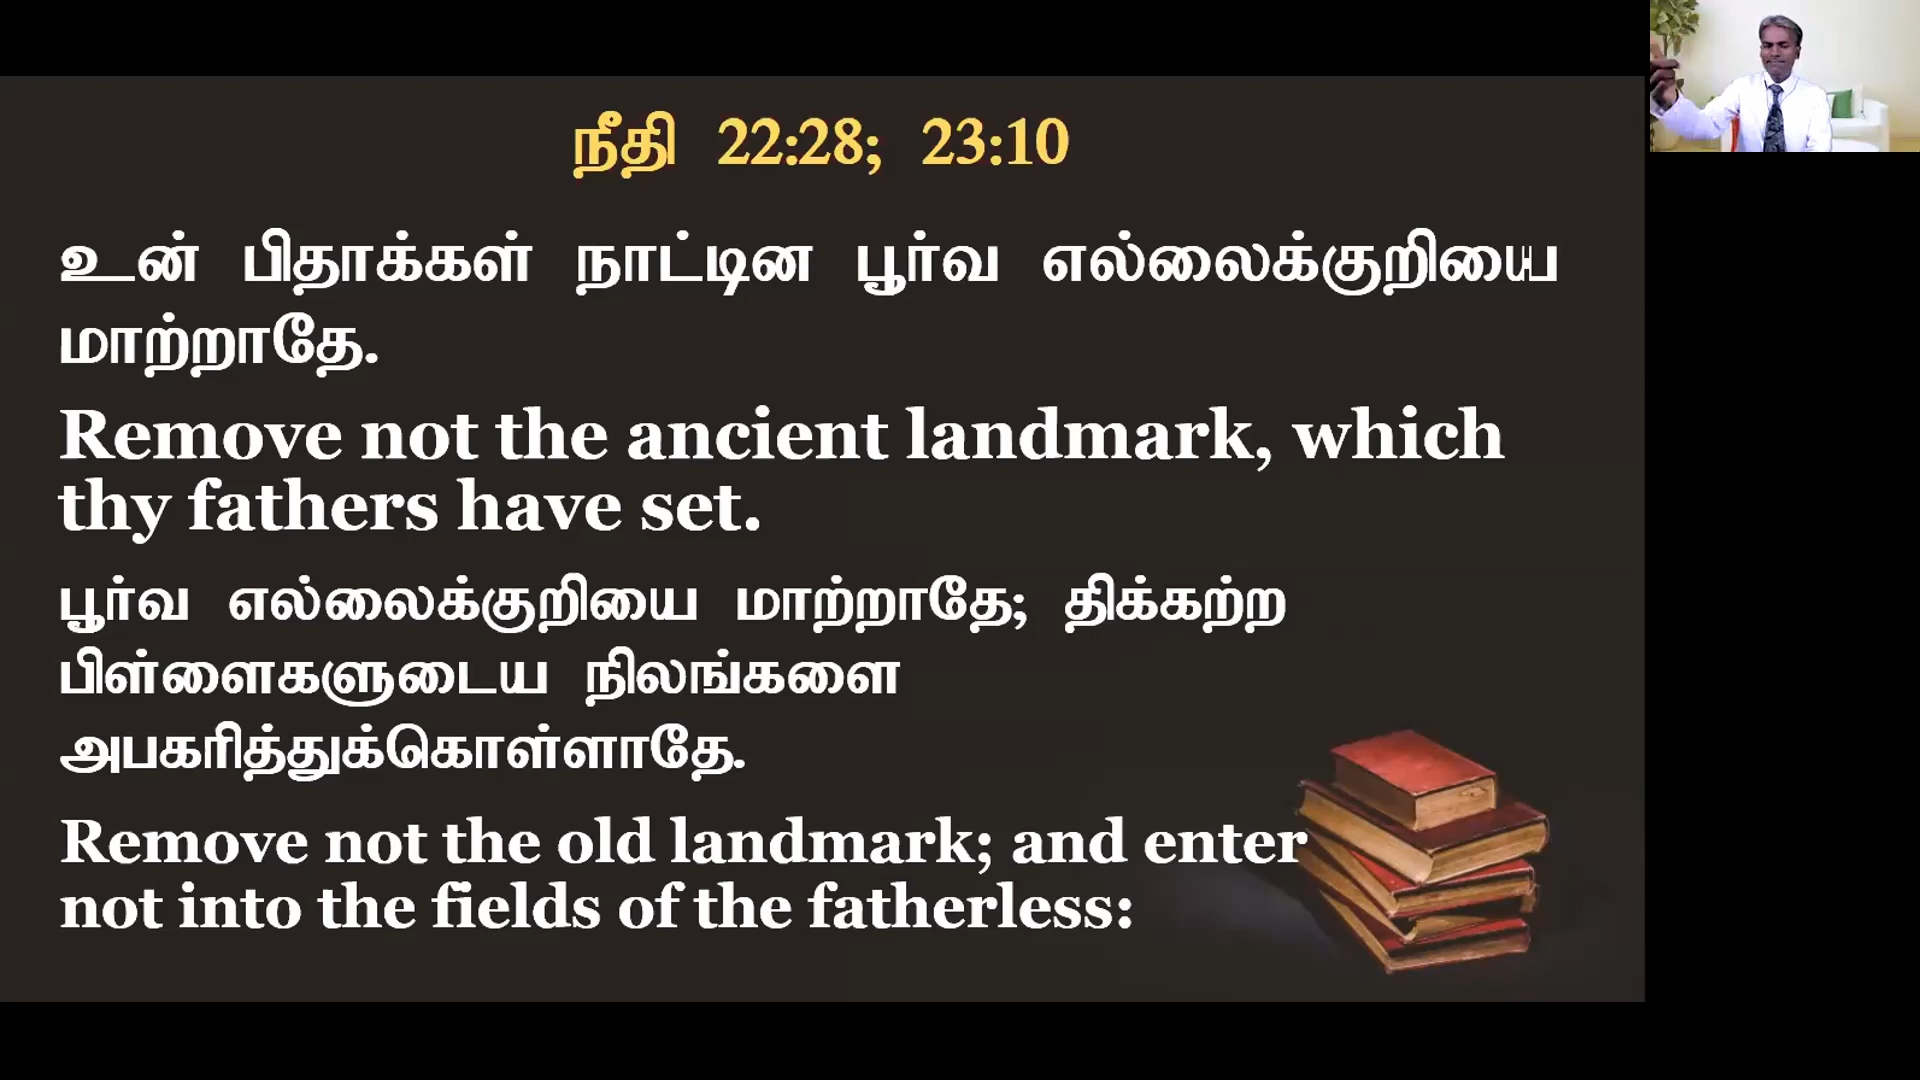 நீதி 22:28; 23:10
உன் பிதாக்கள் நாட்டின பூர்வ எல்லைக்குறியை
மாற்றாதே.
Remove not the ancient landmark, which
thy fathers have set.
பூர்வ எல்லைக்குறியை மாற்றாதே; திக்கற்ற
பிள்ளைகளுடைய நிலங்களை
அபகரித்துக்கொள்ளாதே.
Remove not the old landmark; and enter
not into the fields of the fatherless: